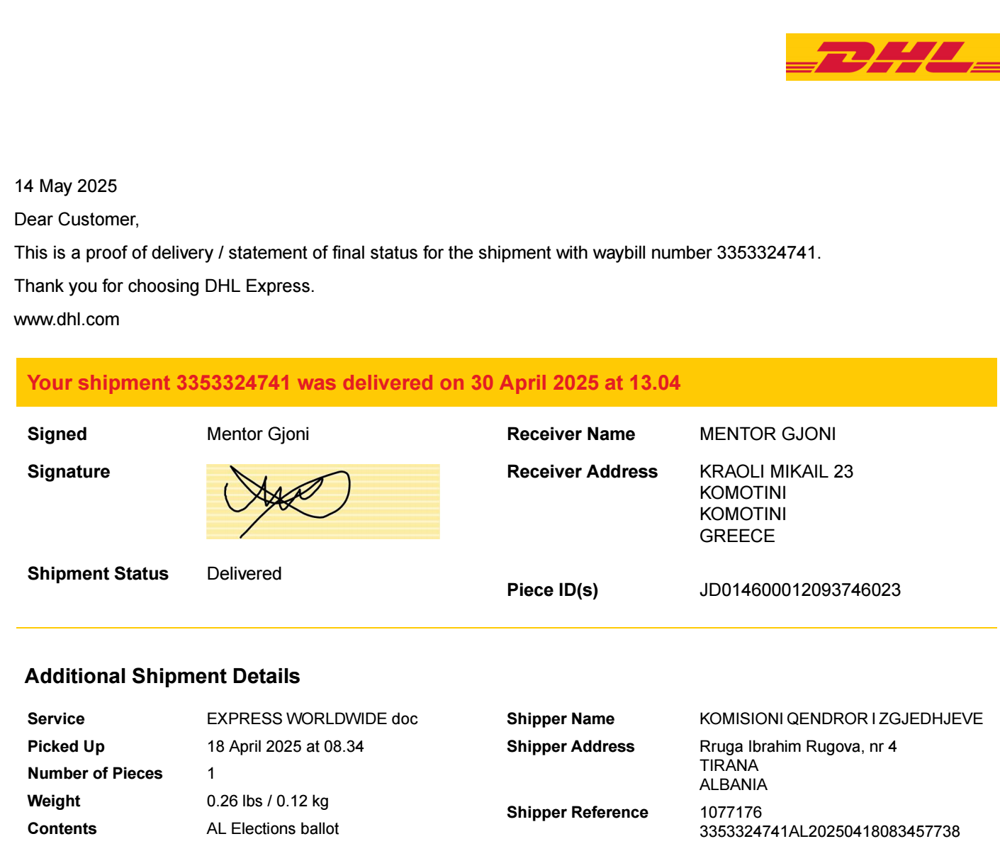 DHL
14 May 2025
Dear Customer,
This is a proof of delivery / statement of final status for the shipment with waybill number 3353324741.
Thank you for choosing DHL Express.
www.dhl.com
Your shipment 3353324741 was delivered on 30 April 2025 at 13.04
Signed Mentor Gjoni
Signature
Shipment Status Delivered
Receiver Name MENTOR GJONI
Receiver Address KRAOLI MIKAIL 23
KOMOTINI
KOMOTINI
GREECE
Piece ID(s) JD014600012093746023
Additional Shipment Details
Service EXPRESS WORLDWIDE doc
Picked Up 18 April 2025 at 08.34
Number of Pieces 1
Weight 0.26 lbs / 0.12 kg
Contents AL Elections ballot
Shipper Name KOMISIONI QENDROR I ZGJEDHJEVE
Shipper Address Rruga Ibrahim Rugova, nr 4
TIRANA
ALBANIA
Shipper Reference 1077176
3353324741AL20250418083457738